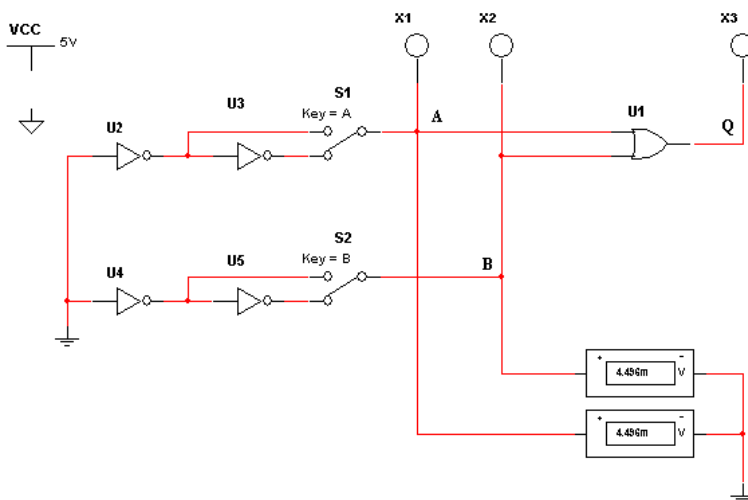 X1
X2
X3
VCC
5V
S1
U3
Key = A
A
U1
U2
Q
S2
U4
U5
Key = B
B
+
-
4.496m
V
+
-
4.496m
V